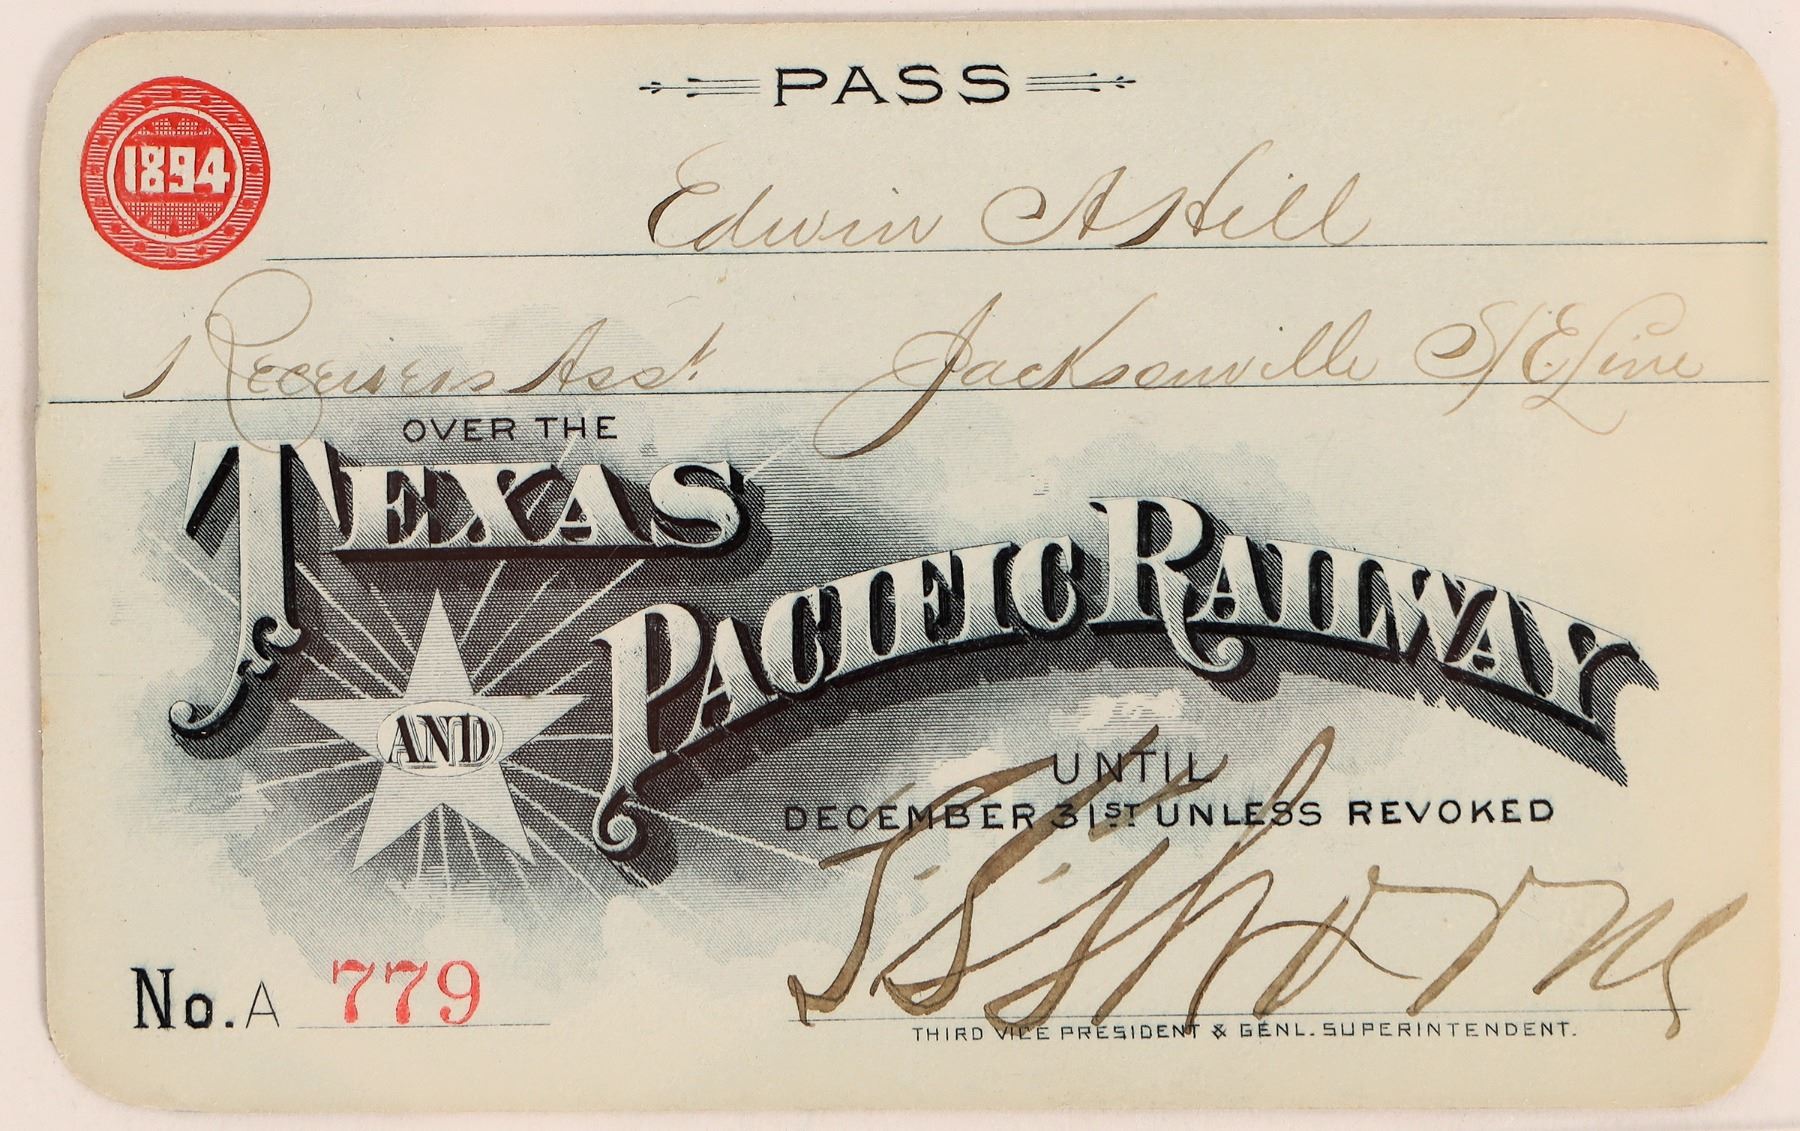 PASS
1894
Edwin A Hill
Receivers Asst. Jacksonville S/E Line
OVER THE
TEXAS
AND
PACIFIC RAILWAY
UNTIL
DECEMBER 31ST UNLESS REVOKED
L. S. Thorne
No. A 779
THIRD VICE PRESIDENT & GENL. SUPERINTENDENT.